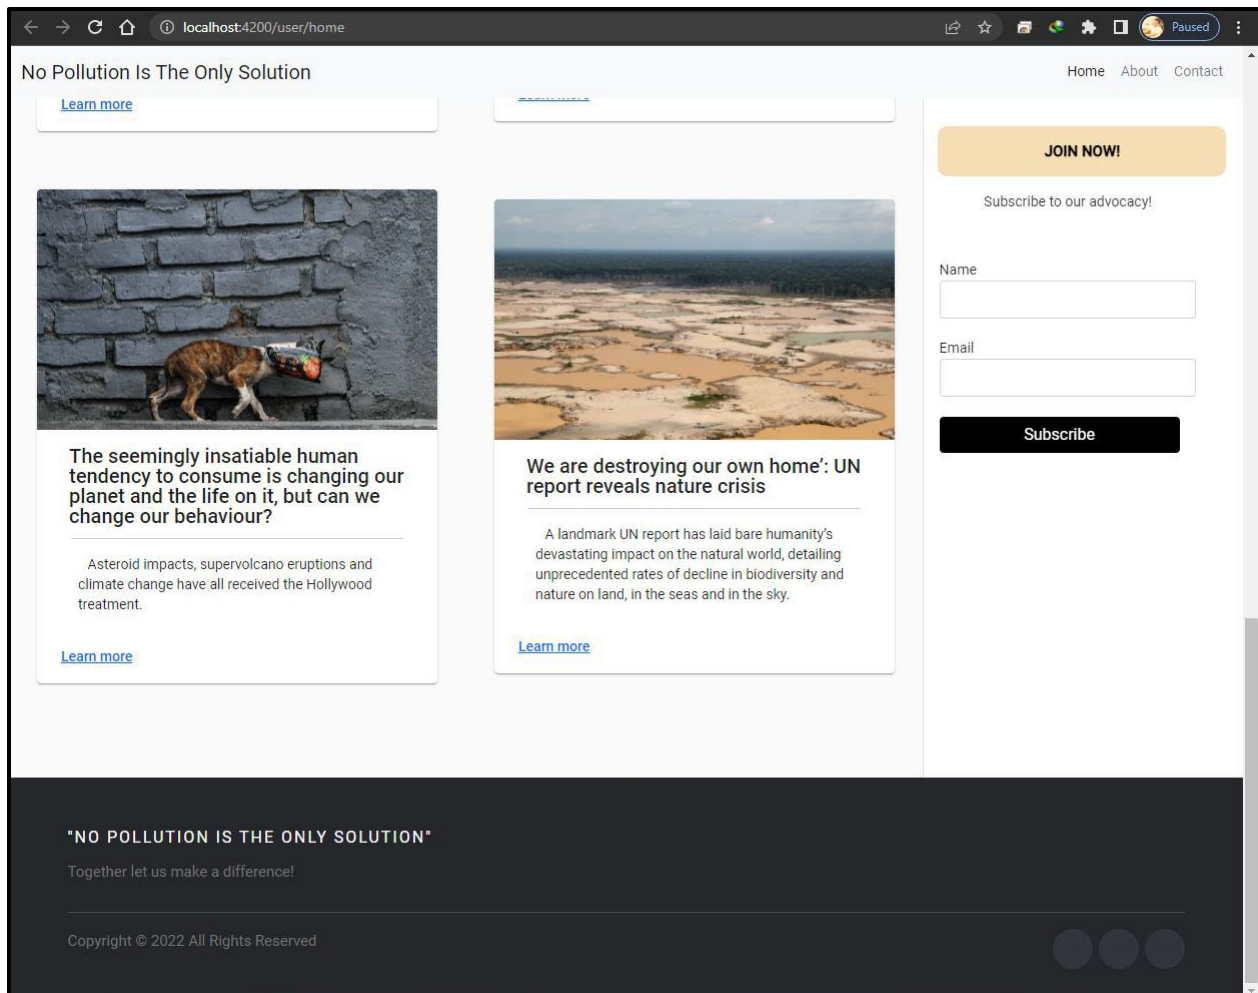 localhost:4200/user/home
Paused
No Pollution Is The Only Solution
Home About Contact
Learn more
Learn more
JOIN NOW!
Subscribe to our advocacy!
Name
Email
Subscribe
The seemingly insatiable human
tendency to consume is changing our
planet and the life on it, but can we
change our behaviour?
Asteroid impacts, supervolcano eruptions and
climate change have all received the Hollywood
treatment.
Learn more
We are destroying our own home’: UN
report reveals nature crisis
A landmark UN report has laid bare humanity’s
devastating impact on the natural world, detailing
unprecedented rates of decline in biodiversity and
nature on land, in the seas and in the sky.
Learn more
"NO POLLUTION IS THE ONLY SOLUTION"
Together let us make a difference!
Copyright © 2022 All Rights Reserved